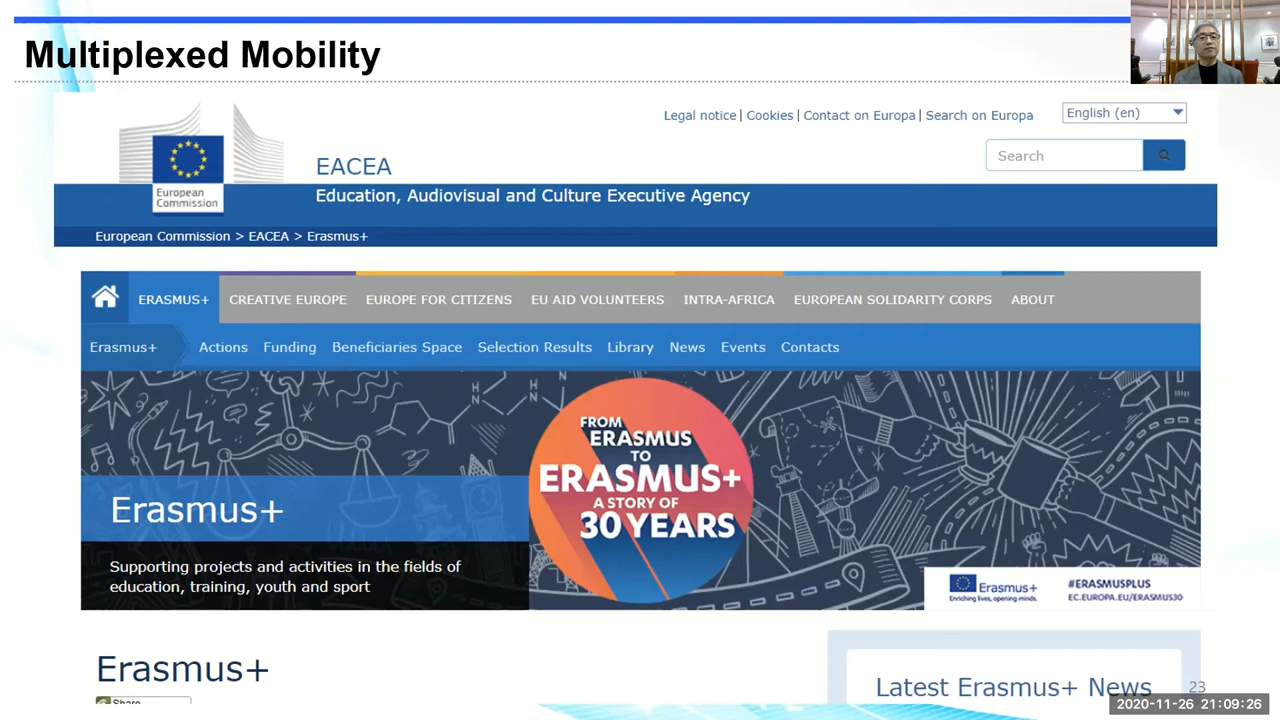 Multiplexed Mobility
Legal notice | Cookies | Contact on Europa | Search on Europa
English (en)
Search
European
Commission
EACEA
Education, Audiovisual and Culture Executive Agency
European Commission > EACEA > Erasmus+
ERASMUS+ CREATIVE EUROPE EUROPE FOR CITIZENS EU AID VOLUNTEERS INTRA-AFRICA EUROPEAN SOLIDARITY CORPS ABOUT
Erasmus+ Actions Funding Beneficiaries Space Selection Results Library News Events Contacts
FROM
ERASMUS
TO
ERASMUS+
A STORY OF
30 YEARS
Erasmus+
Supporting projects and activities in the fields of
education, training, youth and sport
Erasmus+
Enriching lives, opening minds.
#ERASMUSPLUS
EC.EUROPA.EU/ERASMUS30
Erasmus+
Share
Latest Erasmus+ News
23
2020-11-26 21:09:26